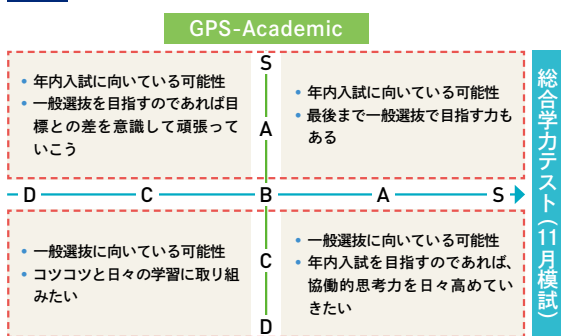 GPS-Academic
S
• 年内入試に向いている可能性
• 一般選抜を目指すのであれば目
標との差を意識して頑張って
いこう
• 年内入試に向いている可能性
• 最後まで一般選抜で目指す力も
ある
A
D C B A S
総合学力テスト（11月模試）
• 一般選抜に向いている可能性
• コツコツと日々の学習に取り組
みたい
C
• 一般選抜に向いている可能性
• 年内入試を目指すのであれば、
協働的思考力を日々高めてい
きたい
D